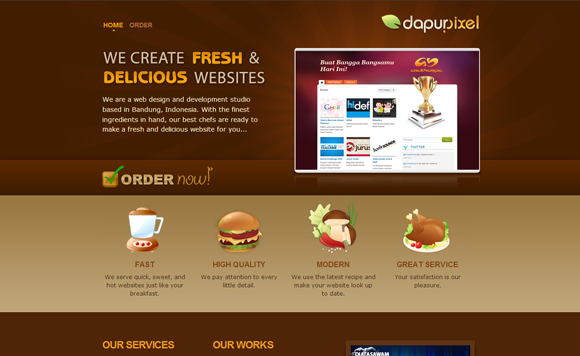 HOME ORDER
dapurpixel
WE CREATE FRESH &
DELICIOUS WEBSITES
We are a web design and development studio
based in Bandung, Indonesia. With the finest
ingredients in hand, our best chefs are ready to
make a fresh and delicious website for you...
Buat Bangga Bangsamu
Hari Ini!
hidef
jurus
TWITTER
ORDER now!
FAST
We serve quick, sweet, and
hot websites just like your
breakfast.
HIGH QUALITY
We pay attention to every
little detail.
MODERN
We use the latest recipe and
make your website look up
to date.
GREAT SERVICE
Your satisfaction is our
pleasure.
OUR SERVICES
OUR WORKS
DIATASAWAM